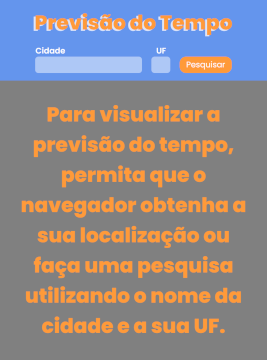 Previsão do Tempo
Cidade UF
Pesquisar
Para visualizar a
previsão do tempo,
permita que o
navegador obtenha a
sua localização ou
faça uma pesquisa
utilizando o nome da
cidade e a sua UF.